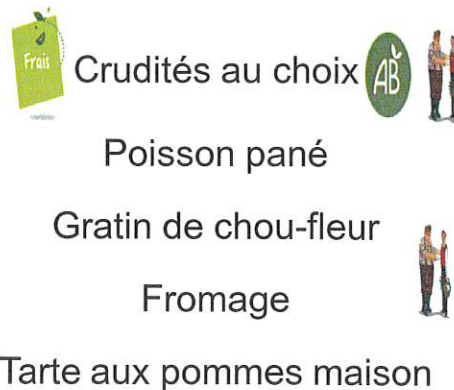 Frais Crudités au choix AB
Poisson pané
Gratin de chou-fleur
Fromage
Tarte aux pommes maison